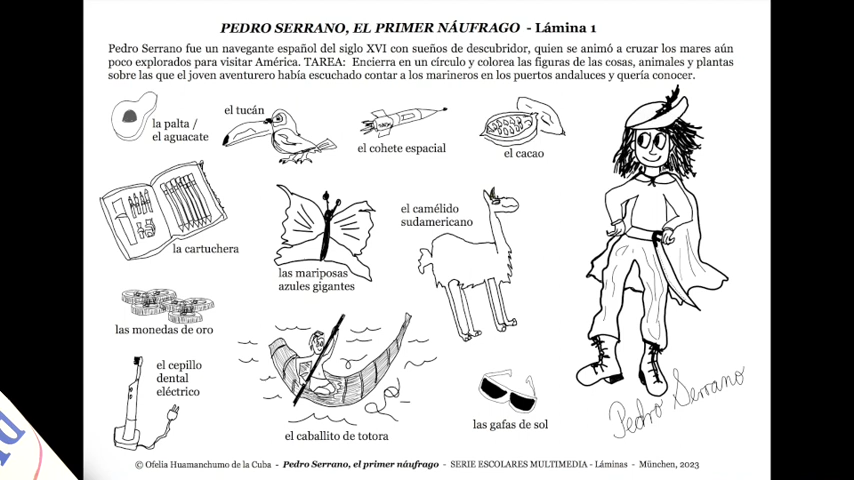 PEDRO SERRANO, EL PRIMER NÁUFRAGO - Lámina 1
Pedro Serrano fue un navegante español del siglo XVI con sueños de descubridor, quien se animó a cruzar los mares aún
poco explorados para visitar América. TAREA: Encierra en un círculo y colorea las figuras de las cosas, animales y plantas
sobre las que el joven aventurero había escuchado contar a los marineros en los puertos andaluces y quería conocer.
la palta /
el aguacate
el tucán
el cohete espacial
el cacao
la cartuchera
las mariposas
azules gigantes
el camélido
sudamericano
las monedas de oro
el cepillo
dental
eléctrico
el caballito de totora
las gafas de sol
Pedro Serrano
© Ofelia Huamanchumo de la Cuba - Pedro Serrano, el primer náufrago - SERIE ESCOLARES MULTIMEDIA - Láminas - München, 2023